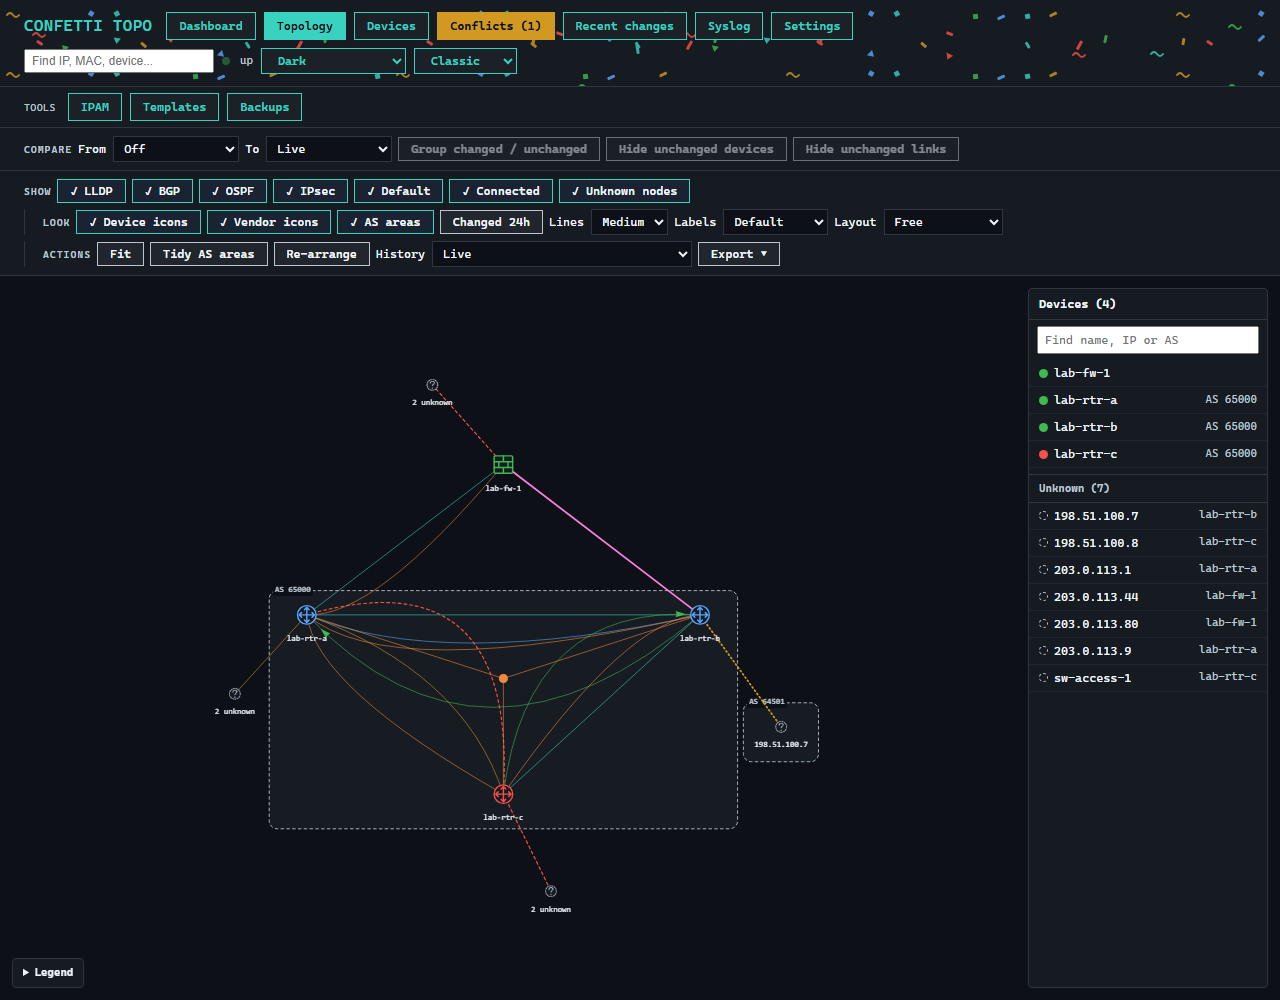 CONFETTI TOPO Dashboard Topology Devices Conflicts (1) Recent changes Syslog Settings
Find IP, MAC, device... up Dark Classic
TOOLS IPAM Templates Backups
COMPARE From Off To Live Group changed / unchanged Hide unchanged devices Hide unchanged links
SHOW ✓ LLDP ✓ BGP ✓ OSPF ✓ IPsec ✓ Default ✓ Connected ✓ Unknown nodes
LOOK ✓ Device icons ✓ Vendor icons ✓ AS areas Changed 24h Lines Medium Labels Default Layout Free
ACTIONS Fit Tidy AS areas Re-arrange History Live Export ▾
Devices (4)
Find name, IP or AS
lab-fw-1
lab-rtr-a AS 65000
lab-rtr-b AS 65000
lab-rtr-c AS 65000
Unknown (7)
198.51.100.7 lab-rtr-b
198.51.100.8 lab-rtr-c
203.0.113.1 lab-rtr-a
203.0.113.44 lab-fw-1
203.0.113.80 lab-fw-1
203.0.113.9 lab-rtr-a
sw-access-1 lab-rtr-c
2 unknown
lab-fw-1
AS 65000
lab-rtr-a
lab-rtr-b
2 unknown
AS 64501
198.51.100.7
lab-rtr-c
2 unknown
▸ Legend